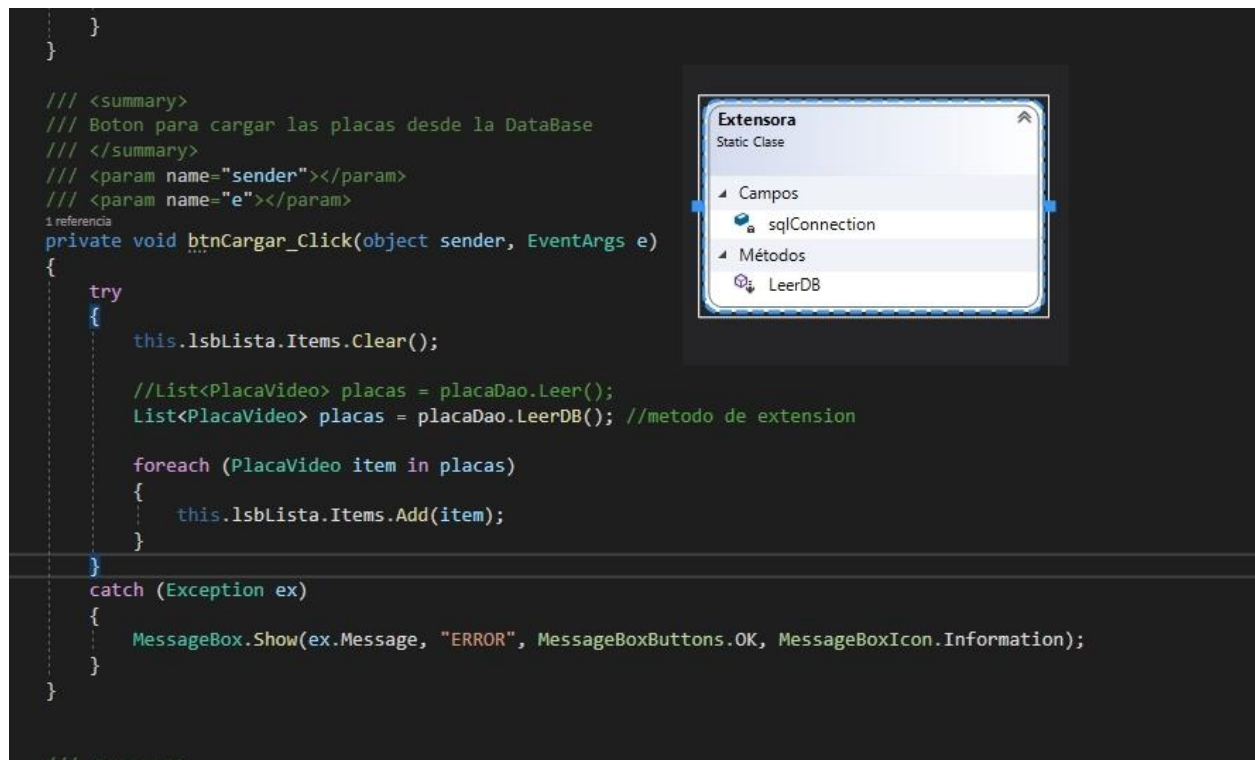 }
}
/// <summary>
/// Boton para cargar las placas desde la DataBase
/// </summary>
/// <param name="sender"></param>
/// <param name="e"></param>
1 referencia
private void btnCargar_Click(object sender, EventArgs e)
{
try
{
this.lsbLista.Items.Clear();
//List<PlacaVideo> placas = placaDao.Leer();
List<PlacaVideo> placas = placaDao.LeerDB(); //metodo de extension
foreach (PlacaVideo item in placas)
{
this.lsbLista.Items.Add(item);
}
}
catch (Exception ex)
{
MessageBox.Show(ex.Message, "ERROR", MessageBoxButtons.OK, MessageBoxIcon.Information);
}
}
Extensora
Static Clase
Campos
sqlConnection
Métodos
LeerDB